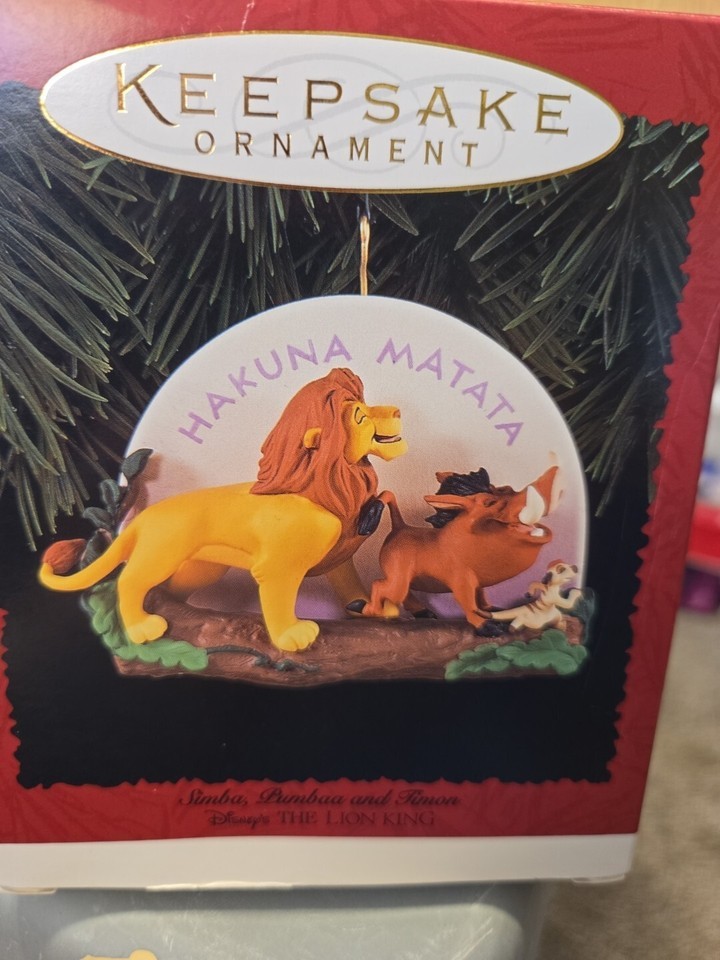 KEEPSAKE
ORNAMENT
HAKUNA MATATA
Simba, Pumbaa and Timon
Disney's THE LION KING